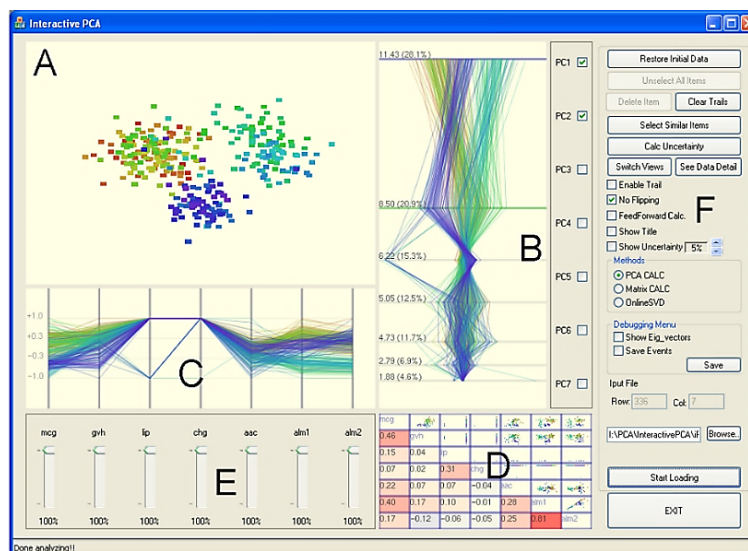 Interactive PCA
A
11.43 (28.1%)
8.50 (20.9%)
6.22 (15.3%)
5.05 (12.5%)
4.73 (11.7%)
2.79 (6.9%)
1.88 (4.6%)
B
PC1
PC2
PC3
PC4
PC5
PC6
PC7
+1.0
+0.3
-0.3
-1.0
C
mcg gvh lip chg aac alm1 alm2
100% 100% 100% 100% 100% 100% 100%
E
mcg
0.46 gvh
0.15 0.04 lip
0.07 0.02 0.31 chg
0.22 0.07 0.07 -0.04 aac
0.40 0.17 0.10 -0.01 0.28 alm1
0.17 -0.12 -0.06 -0.05 0.25 0.81 alm2
D
Restore Initial Data
Unselect All Items
Delete Item Clear Trails
Select Similar Items
Calc Uncertainty
Switch Views See Data Detail
Enable Trail
No Flipping
FeedForward Calc.
Show Title
Show Uncertainty 5%
F
Methods
PCA CALC
Matrix CALC
OnlineSVD
Debugging Menu
Show Eig_vectors
Save Events
Save
Input File
Row: 336 Col: 7
I:\PCA\InteractivePCA\iF Browse..
Start Loading
EXIT
Done analyzing!!